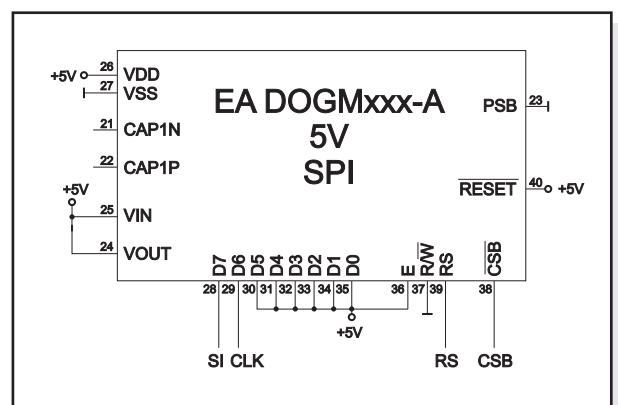 EA DOGMxxx-A
5V
SPI
+5V
26
VDD
27
VSS
21
CAP1N
22
CAP1P
+5V
25
VIN
24
VOUT
PSB
23
RESET
40
+5V
D7
D6
D5
D4
D3
D2
D1
D0
E
R/W
RS
CSB
28
29
30
31
32
33
34
35
36
37
39
38
+5V
SI
CLK
RS
CSB